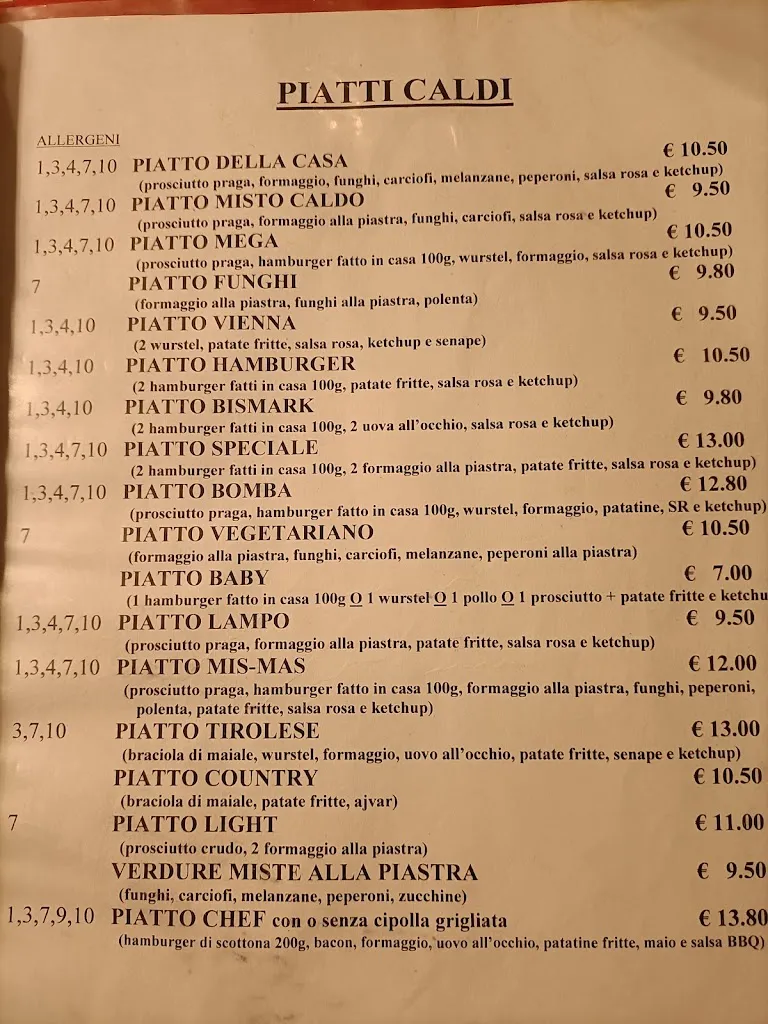 PIATTI CALDI
ALLERGENI
1,3,4,7,10 PIATTO DELLA CASA € 10.50
(prosciutto praga, formaggio, funghi, carciofi, melanzane, peperoni, salsa rosa e ketchup)
1,3,4,7,10 PIATTO MISTO CALDO € 9.50
(prosciutto praga, formaggio alla piastra, funghi, carciofi, salsa rosa e ketchup)
1,3,4,7,10 PIATTO MEGA € 10.50
(prosciutto praga, hamburger fatto in casa 100g, wurstel, formaggio, salsa rosa e ketchup)
7 PIATTO FUNGHI € 9.80
(formaggio alla piastra, funghi alla piastra, polenta)
1,3,4,10 PIATTO VIENNA € 9.50
(2 wurstel, patate fritte, salsa rosa, ketchup e senape)
1,3,4,10 PIATTO HAMBURGER € 10.50
(2 hamburger fatti in casa 100g, patate fritte, salsa rosa e ketchup)
1,3,4,10 PIATTO BISMARK € 9.80
(2 hamburger fatti in casa 100g, 2 uova all'occhio, salsa rosa e ketchup)
1,3,4,7,10 PIATTO SPECIALE € 13.00
(2 hamburger fatti in casa 100g, 2 formaggio alla piastra, patate fritte, salsa rosa e ketchup)
1,3,4,7,10 PIATTO BOMBA € 12.80
(prosciutto praga, hamburger fatto in casa 100g, wurstel, formaggio, patatine, SR e ketchup)
7 PIATTO VEGETARIANO € 10.50
(formaggio alla piastra, funghi, carciofi, melanzane, peperoni alla piastra)
PIATTO BABY € 7.00
(1 hamburger fatto in casa 100g O 1 wurstel O 1 pollo O 1 prosciutto + patate fritte e ketchu
1,3,4,7,10 PIATTO LAMPO € 9.50
(prosciutto praga, formaggio alla piastra, patate fritte, salsa rosa e ketchup)
1,3,4,7,10 PIATTO MIS-MAS € 12.00
(prosciutto praga, hamburger fatto in casa 100g, formaggio alla piastra, funghi, peperoni,
polenta, patate fritte, salsa rosa e ketchup)
3,7,10 PIATTO TIROLESE € 13.00
(braciola di maiale, wurstel, formaggio, uovo all'occhio, patate fritte, senape e ketchup)
PIATTO COUNTRY € 10.50
(braciola di maiale, patate fritte, ajvar)
7 PIATTO LIGHT € 11.00
(prosciutto crudo, 2 formaggio alla piastra)
VERDURE MISTE ALLA PIASTRA € 9.50
(funghi, carciofi, melanzane, peperoni, zucchine)
1,3,7,9,10 PIATTO CHEF con o senza cipolla grigliata € 13.80
(hamburger di scottona 200g, bacon, formaggio, uovo all'occhio, patatine fritte, maio e salsa BBQ)